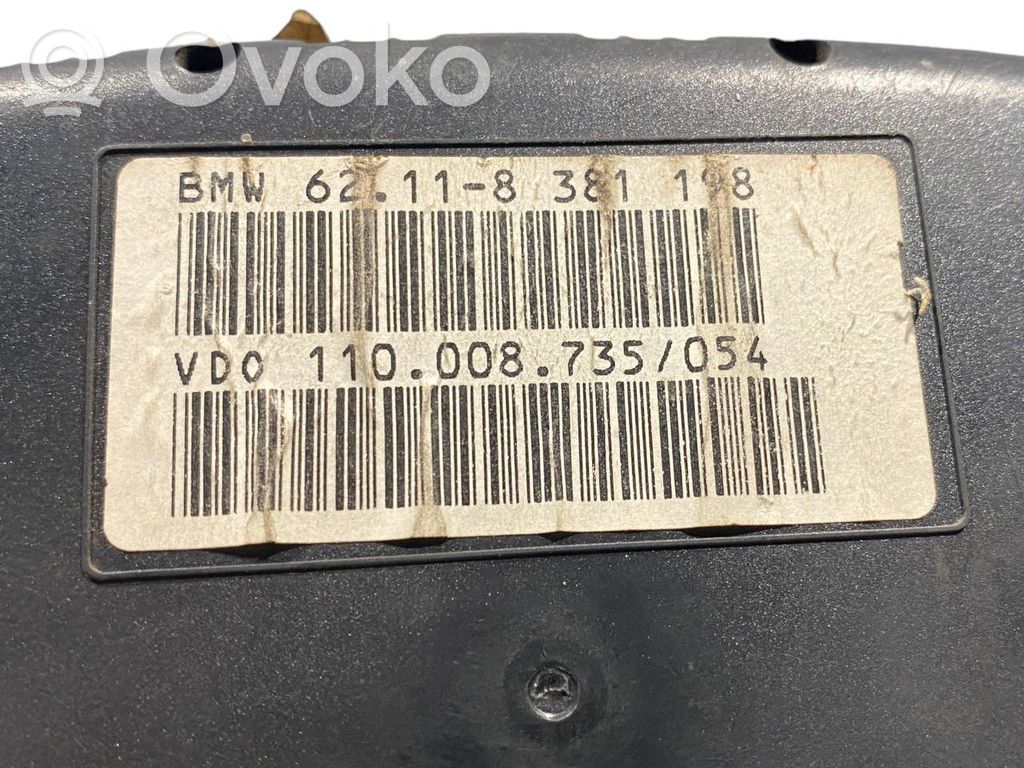 Ovoko
BMW 62.11-8 381 198
VDO 110.008.735/054